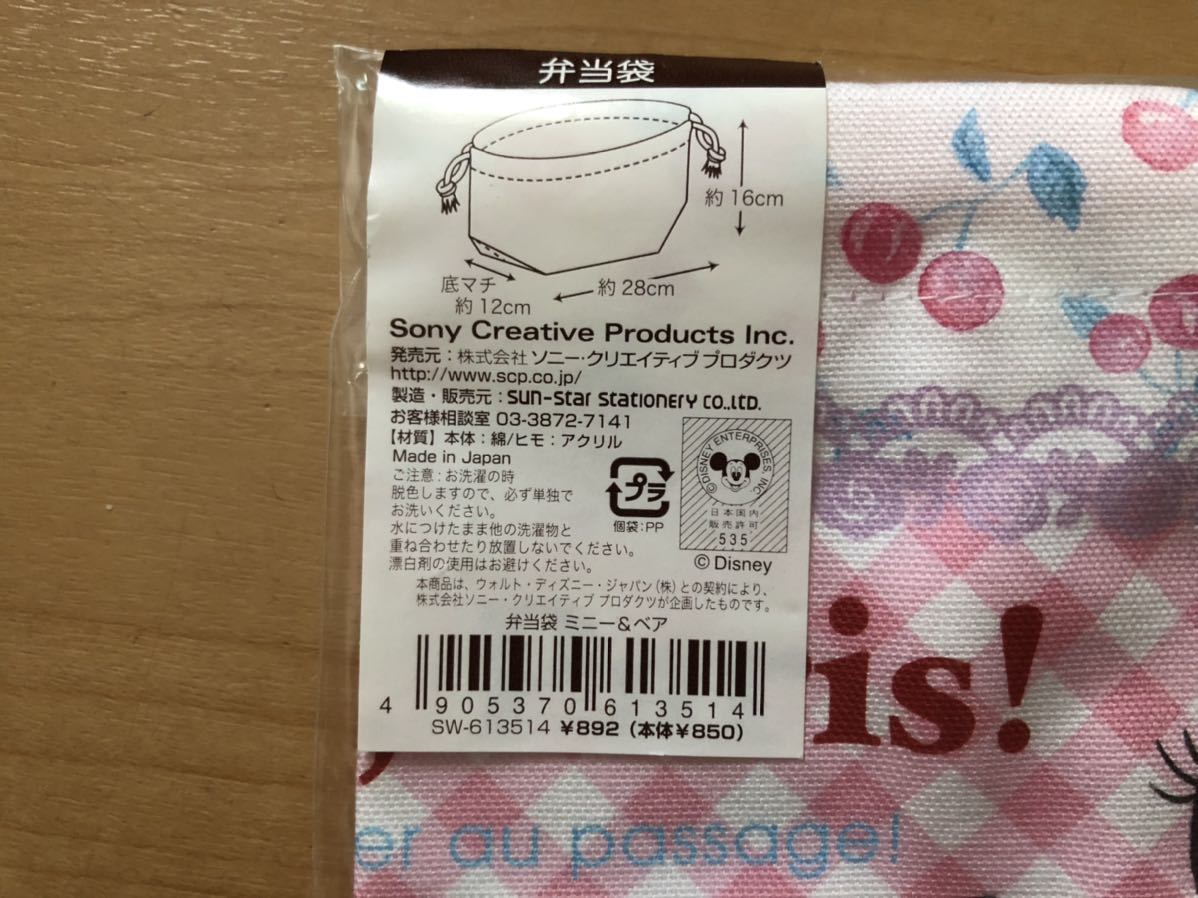 弁当袋
約16cm
底マチ
約12cm
約28cm
Sony Creative Products Inc.
発売元：株式会社 ソニー・クリエイティブ プロダクツ
http://www.scp.co.jp/
製造・販売元：sun-star stationery co.,ltd.
お客様相談室 03-3872-7141
【材質】本体：綿/ヒモ：アクリル
Made in Japan
ご注意：お洗濯の時
脱色しますので、必ず単独で
お洗いください。
水につけたまま他の洗濯物と
重ね合わせたり放置しないでください。
漂白剤の使用はお避けください。
プラ
個袋:PP
©DISNEY ENTERPRISES, INC.
日本国内
販売許可
535
©Disney
本商品は、ウォルト・ディズニー・ジャパン(株)との契約により、
株式会社ソニー・クリエイティブ プロダクツが企画したものです。
弁当袋 ミニー＆ベア
4 905370 613514
SW-613514 ¥892（本体¥850）
is!
er au passage!